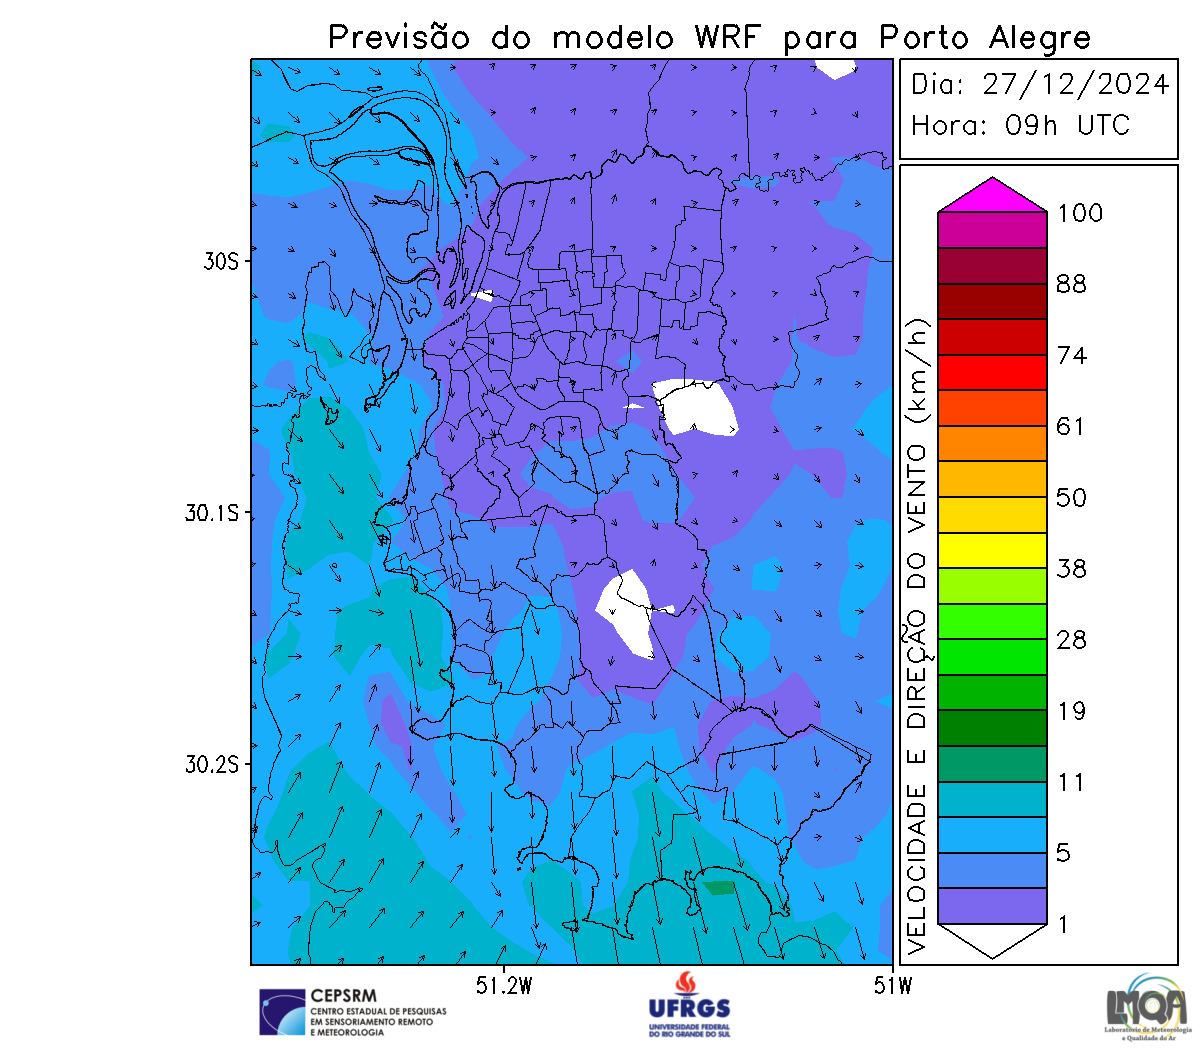 Previsão do modelo WRF para Porto Alegre
Dia: 27/12/2024
Hora: 09h UTC
30S
30.1S
30.2S
51.2W
51W
VELOCIDADE E DIREÇÃO DO VENTO (km/h)
100
88
74
61
50
38
28
19
11
5
1
CEPSRM
CENTRO ESTADUAL DE PESQUISAS
EM SENSORIAMENTO REMOTO
E METEOROLOGIA
UFRGS
UNIVERSIDADE FEDERAL
DO RIO GRANDE DO SUL
LMQA
Laboratório de Meteorologia
e Qualidade do Ar